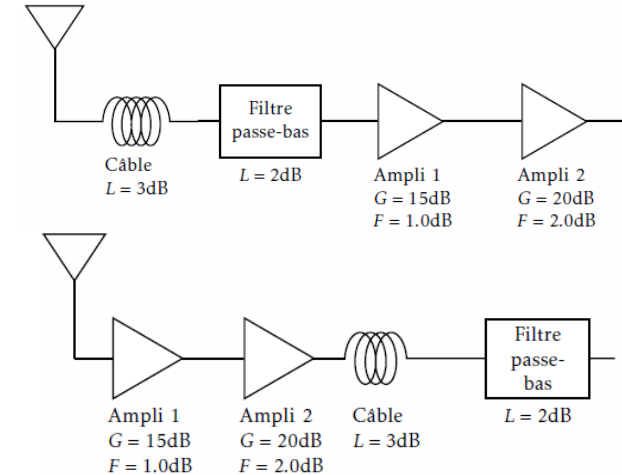 Filtre
passe-bas
Câble
L = 3dB
L = 2dB
Ampli 1
G = 15dB
F = 1.0dB
Ampli 2
G = 20dB
F = 2.0dB
Ampli 1
G = 15dB
F = 1.0dB
Ampli 2
G = 20dB
F = 2.0dB
Câble
L = 3dB
Filtre
passe-
bas
L = 2dB